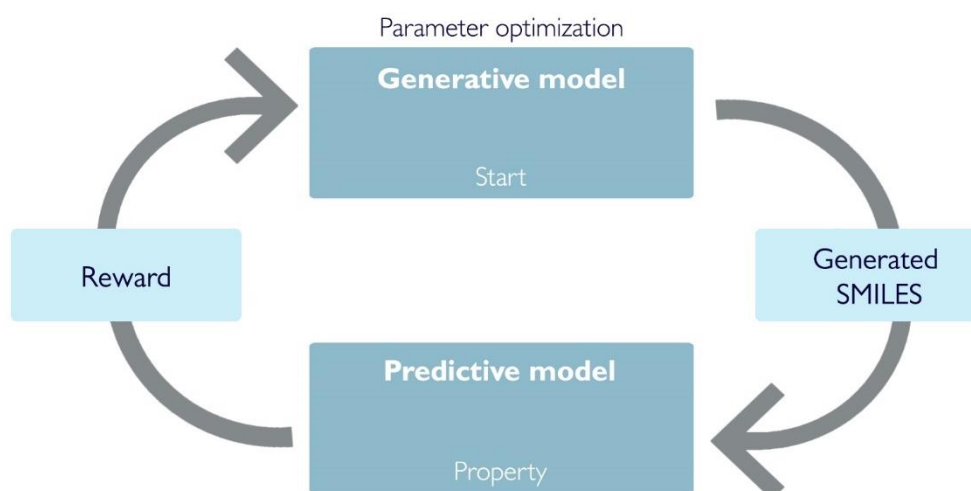 Parameter optimization
Generative model
Start
Reward
Generated
SMILES
Predictive model
Property